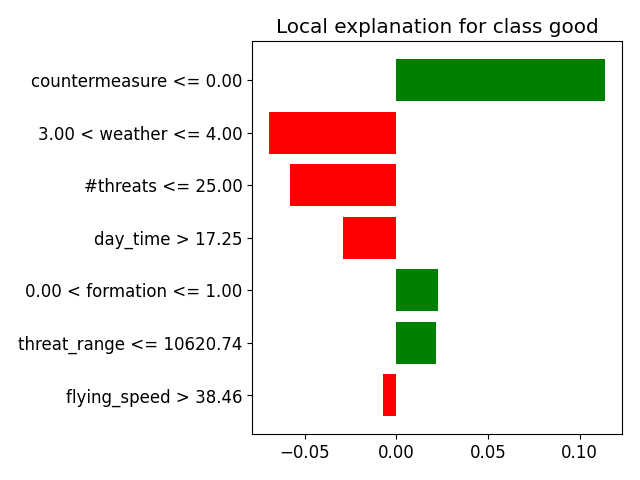 Local explanation for class good
countermeasure <= 0.00
3.00 < weather <= 4.00
#threats <= 25.00
day_time > 17.25
0.00 < formation <= 1.00
threat_range <= 10620.74
flying_speed > 38.46
−0.05 0.00 0.05 0.10